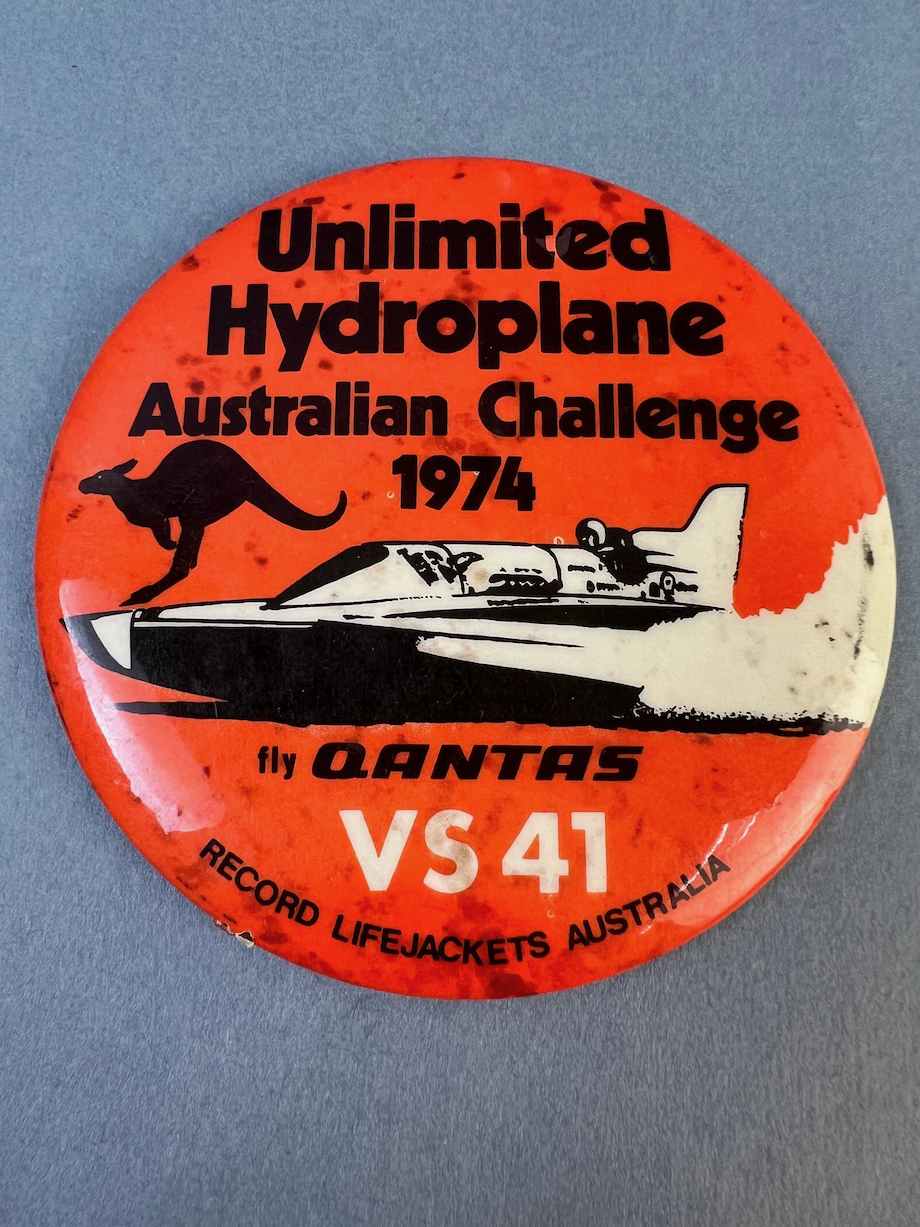 Unlimited
Hydroplane
Australian Challenge
1974
fly QANTAS
VS 41
RECORD LIFEJACKETS AUSTRALIA